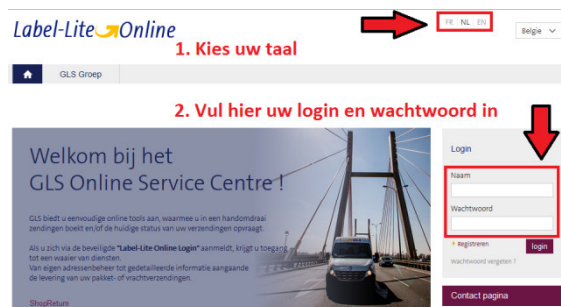 Label-Lite Online
FR NL EN
Belgie
1. Kies uw taal
GLS Groep
2. Vul hier uw login en wachtwoord in
Welkom bij het
GLS Online Service Centre !
GLS biedt u eenvoudige online tools aan, waarmee u in een handomdraai
zendingen boekt en/of de huidige status van uw verzendingen opvraagt.
Als u zich via de beveiligde "Label-Lite Online Login" aanmeldt, krijgt u toegang
tot een waaier van diensten.
Van eigen adressenbeheer tot gedetailleerde informatie aangaande
de levering van uw pakket- of vrachtverzendingen.
ShopReturn
Login
Naam
Wachtwoord
Registreren
login
Wachtwoord vergeten ?
Contact pagina